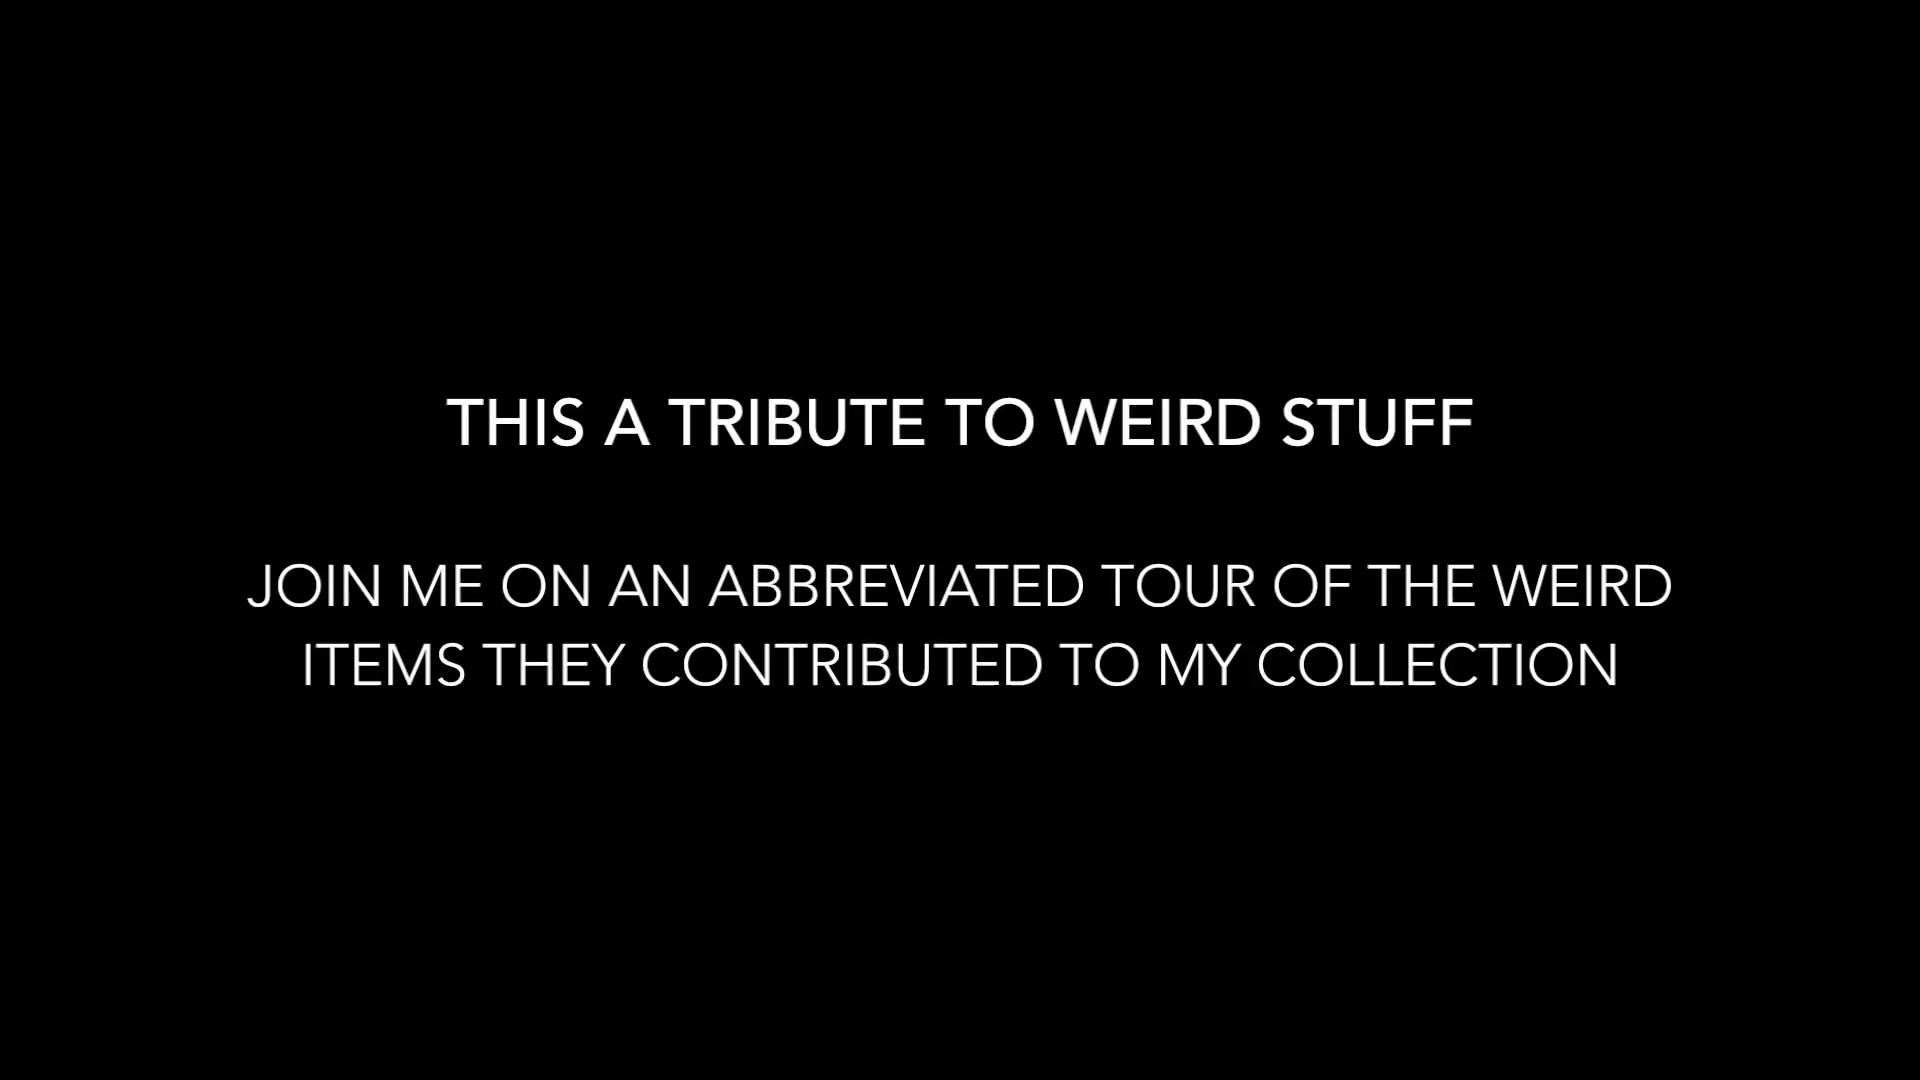 THIS A TRIBUTE TO WEIRD STUFF
JOIN ME ON AN ABBREVIATED TOUR OF THE WEIRD
ITEMS THEY CONTRIBUTED TO MY COLLECTION